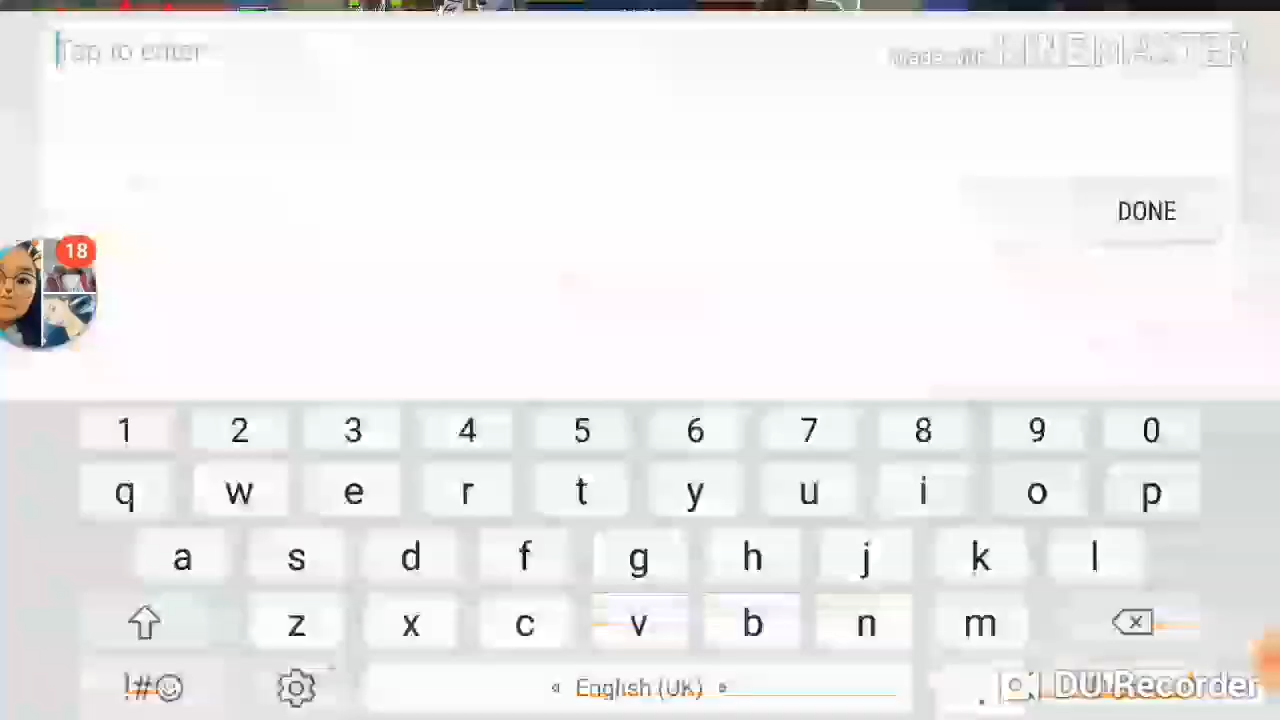 Tap to enter
Made with KINEMASTER
DONE
18
1 2 3 4 5 6 7 8 9 0
q w e r t y u i o p
a s d f g h j k l
z x c v b n m
!#☺ < English (UK) > .
DU Recorder